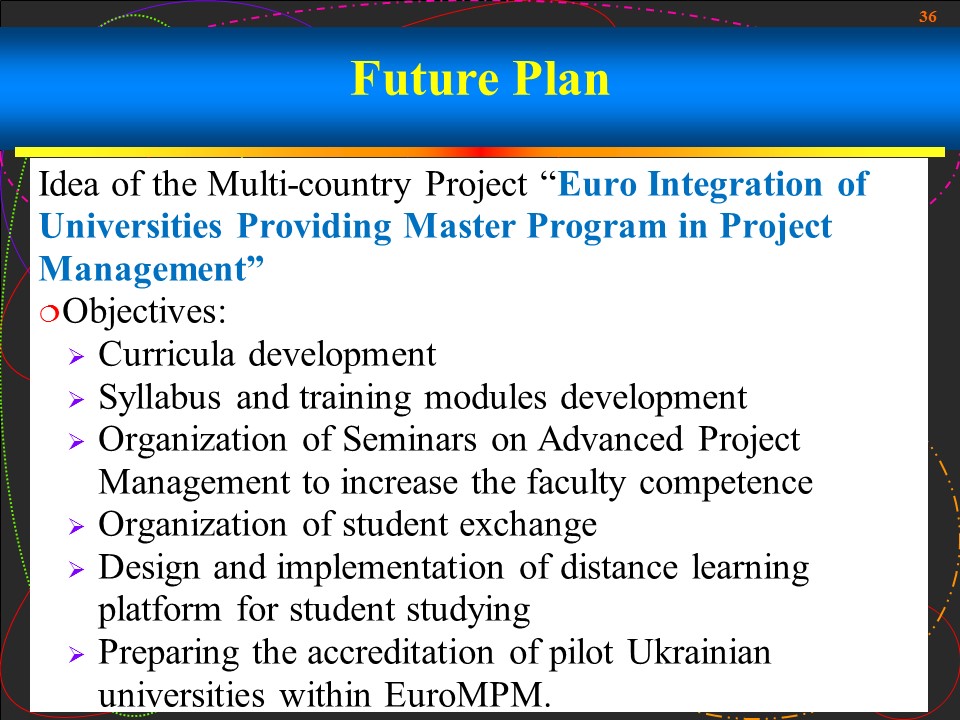 36
Future Plan
Idea of the Multi-country Project “Euro Integration of
Universities Providing Master Program in Project
Management”
Objectives:
Curricula development
Syllabus and training modules development
Organization of Seminars on Advanced Project
Management to increase the faculty competence
Organization of student exchange
Design and implementation of distance learning
platform for student studying
Preparing the accreditation of pilot Ukrainian
universities within EuroMPM.